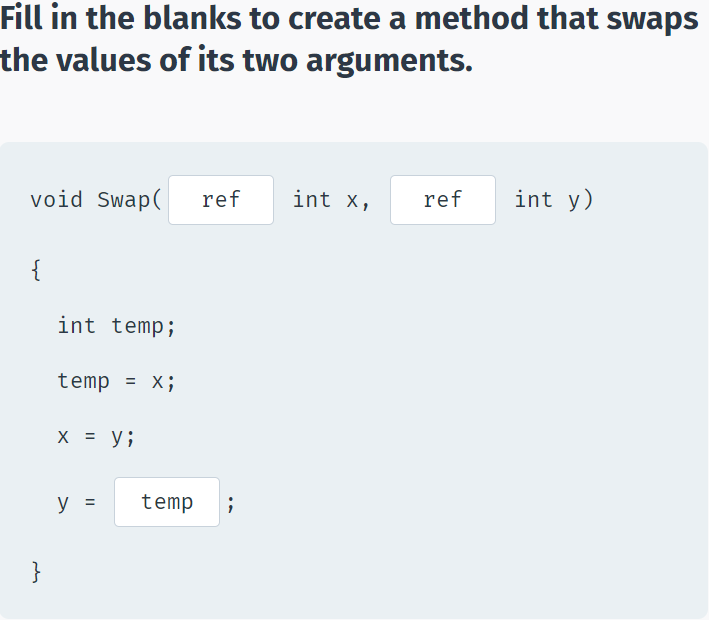 Fill in the blanks to create a method that swaps
the values of its two arguments.
void Swap( ref int x, ref int y)
{
int temp;
temp = x;
x = y;
y = temp ;
}